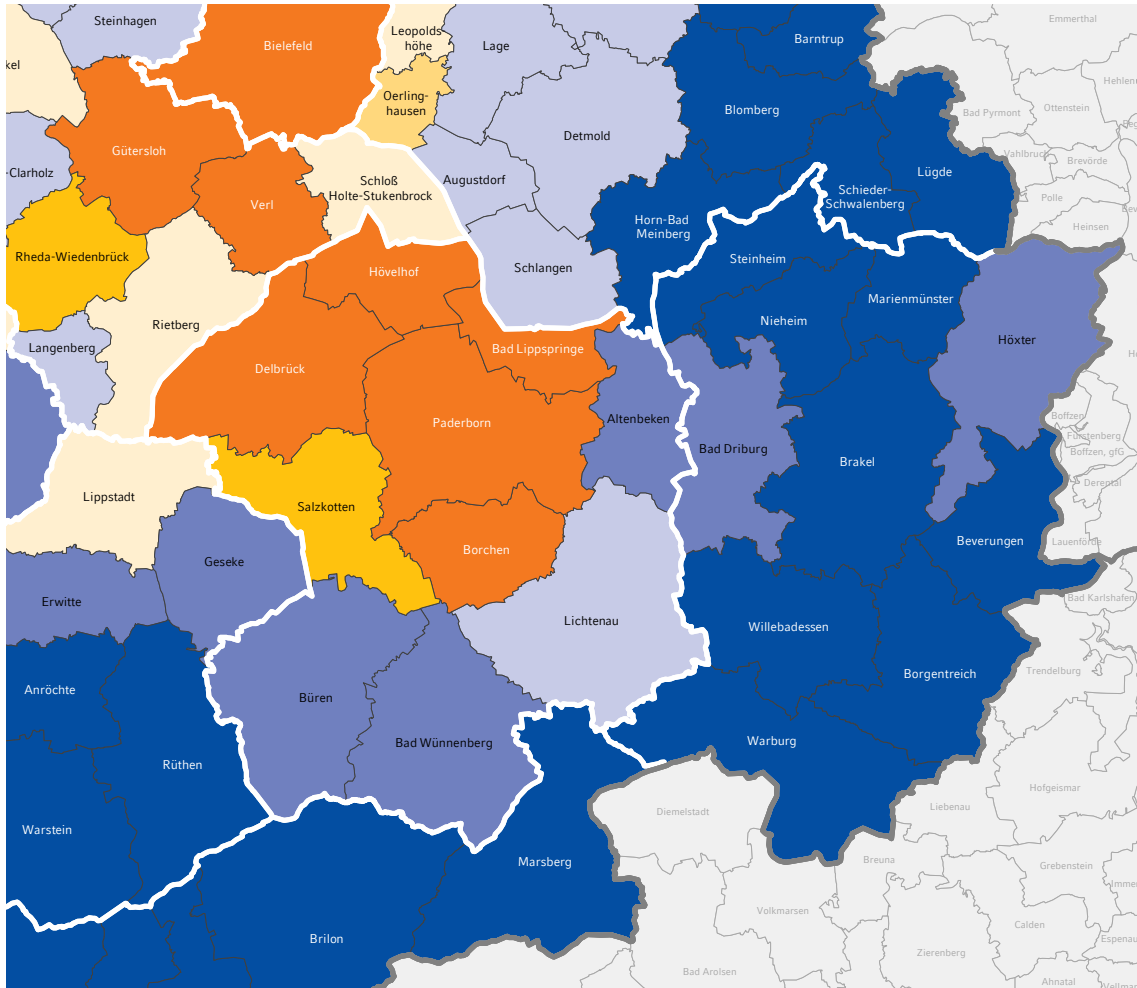 Steinhagen
Bielefeld
Leopolds-
höhe
Lage
Barntrup
Emmerthal
kel
Oerling-
hausen
Blomberg
Hehlen
Ottenstein
Bad Pyrmont
Detmold
Gütersloh
Vahlbruch
Brevörde
-Clarholz
Augustdorf
Lügde
Schloß
Holte-Stukenbrock
Schieder-
Schwalenberg
Polle
Verl
Horn-Bad
Meinberg
Heinsen
Rheda-Wiedenbrück
Steinheim
Schlangen
Hövelhof
Marienmünster
Rietberg
Nieheim
Höxter
Langenberg
Bad Lippspringe
Delbrück
Boffzen
Altenbeken
Paderborn
Fürstenberg
Bad Driburg
Boffzen, gfG
Brakel
Derental
Lippstadt
Salzkotten
Beverungen
Lauenförde
Borchen
Geseke
Bad Karlshafen
Erwitte
Lichtenau
Willebadessen
Trendelburg
Borgentreich
Anröchte
Büren
Bad Wünnenberg
Warburg
Rüthen
Hofgeismar
Liebenau
Diemelstadt
Warstein
Marsberg
Breuna
Grebenstein
Imme
Volkmarsen
Calden
Brilon
Espenau
Zierenberg
Bad Arolsen
Ahnatal
Vellmar